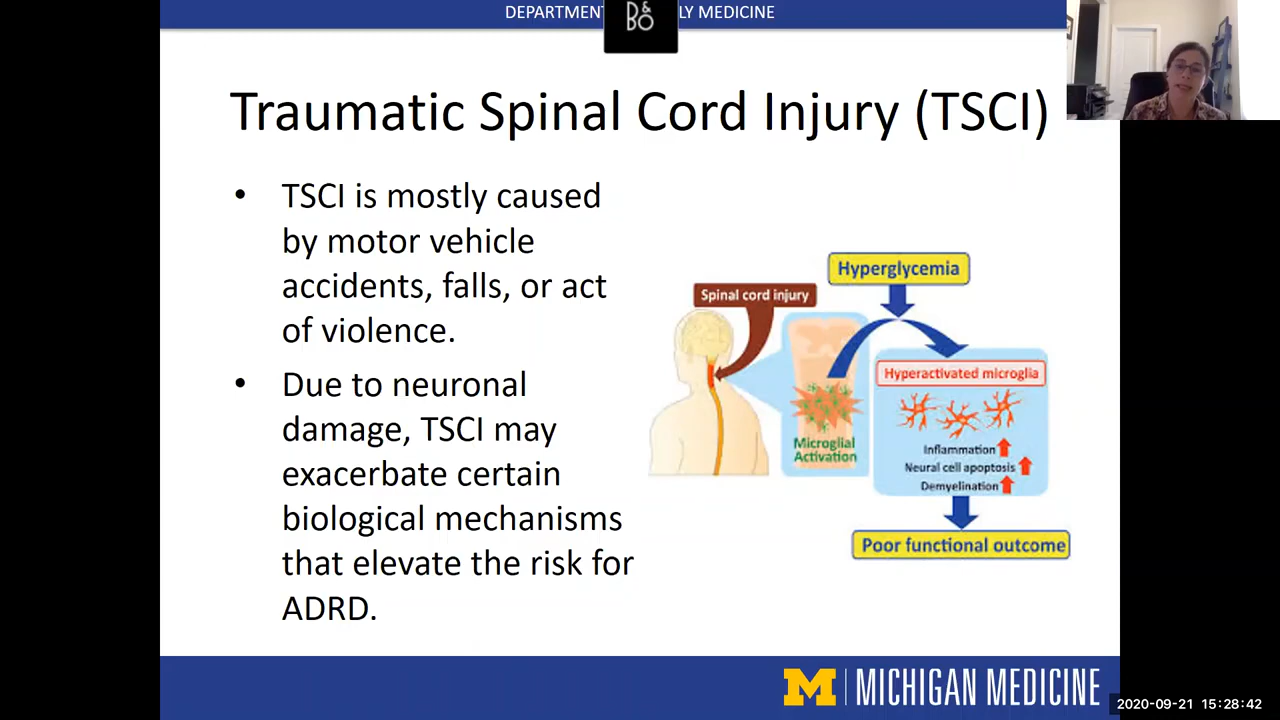 DEPARTMENT LY MEDICINE
D&
BO
Traumatic Spinal Cord Injury (TSCI)
• TSCI is mostly caused
by motor vehicle
accidents, falls, or act
of violence.
• Due to neuronal
damage, TSCI may
exacerbate certain
biological mechanisms
that elevate the risk for
ADRD.
Hyperglycemia
Spinal cord injury
Hyperactivated microglia
Microglial
Activation
Inflammation
Neural cell apoptosis
Demyelination
Poor functional outcome
M | MICHIGAN MEDICINE
2020-09-21 15:28:42